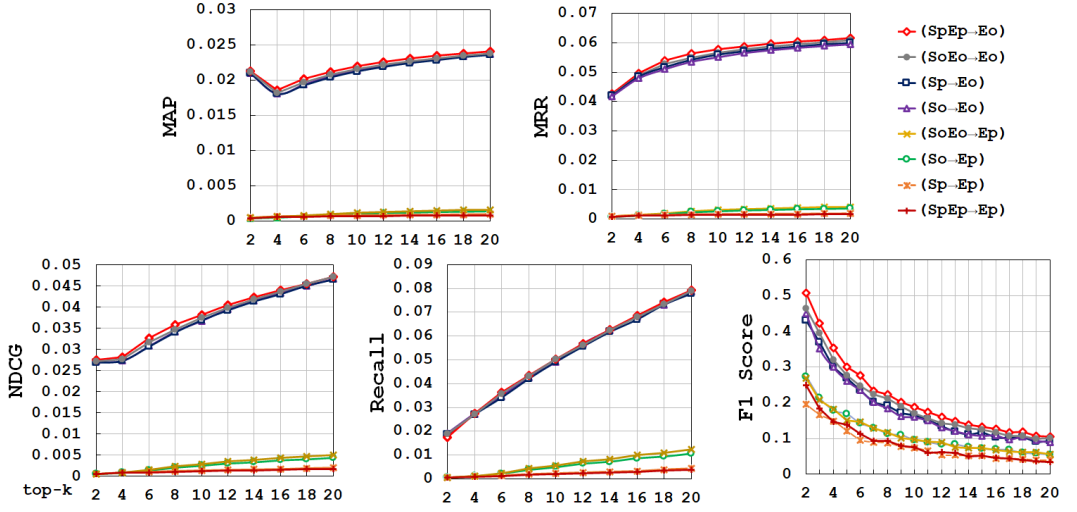 MAP
0.03
0.025
0.02
0.015
0.01
0.005
0
2 4 6 8 10 12 14 16 18 20
MRR
0.07
0.06
0.05
0.04
0.03
0.02
0.01
0
2 4 6 8 10 12 14 16 18 20
(SpEp→Eo)
(SoEo→Eo)
(Sp→Eo)
(So→Eo)
(SoEo→Ep)
(So→Ep)
(Sp→Ep)
(SpEp→Ep)
NDCG
0.05
0.045
0.04
0.035
0.03
0.025
0.02
0.015
0.01
0.005
0
top-k
2 4 6 8 10 12 14 16 18 20
Recall
0.09
0.08
0.07
0.06
0.05
0.04
0.03
0.02
0.01
0
2 4 6 8 10 12 14 16 18 20
F1 Score
0.6
0.5
0.4
0.3
0.2
0.1
0
2 4 6 8 10 12 14 16 18 20